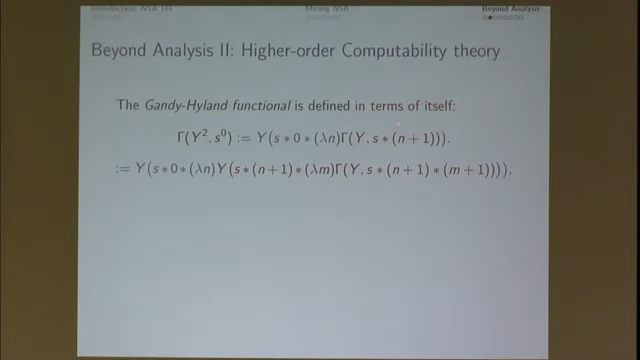 Introduction: NSA 101 Mining NSA Beyond Analysis
Beyond Analysis II: Higher-order Computability theory
The Gandy-Hyland functional is defined in terms of itself:
Γ(Y², s⁰) := Y(s ∗ 0 ∗ (λn)Γ(Y, s ∗ (n + 1))).
:= Y(s ∗ 0 ∗ (λn)Y(s ∗ (n + 1) ∗ (λm)Γ(Y, s ∗ (n + 1) ∗ (m + 1)))).